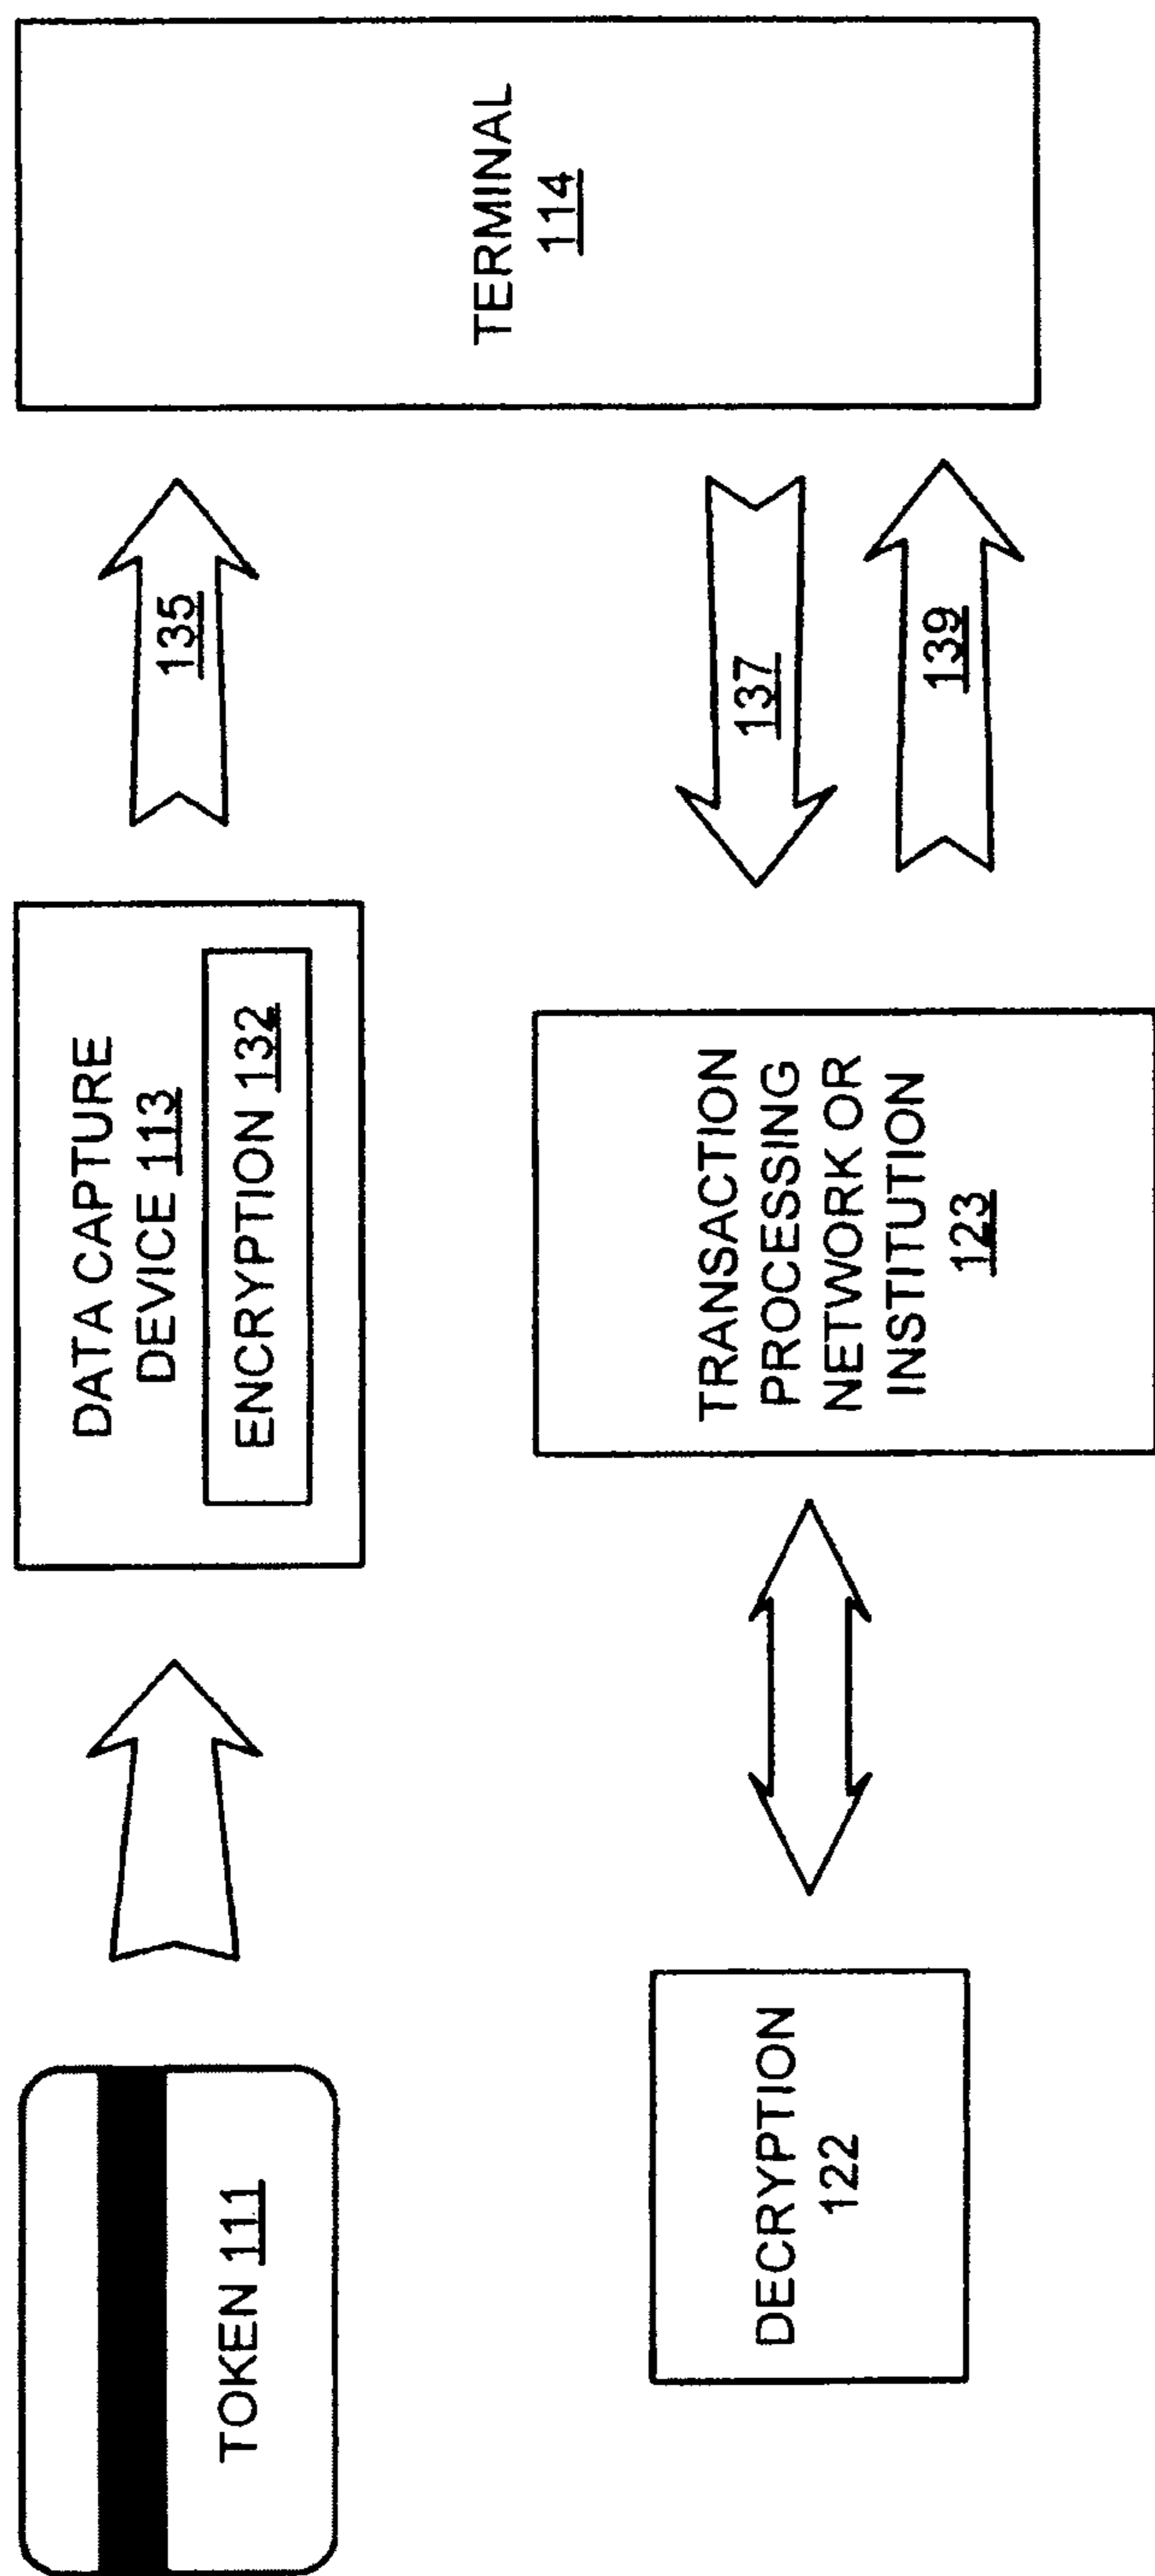 TOKEN 111
DATA CAPTURE
DEVICE 113
ENCRYPTION 132
135
TERMINAL
114
137
139
TRANSACTION
PROCESSING
NETWORK OR
INSTITUTION
123
DECRYPTION
122